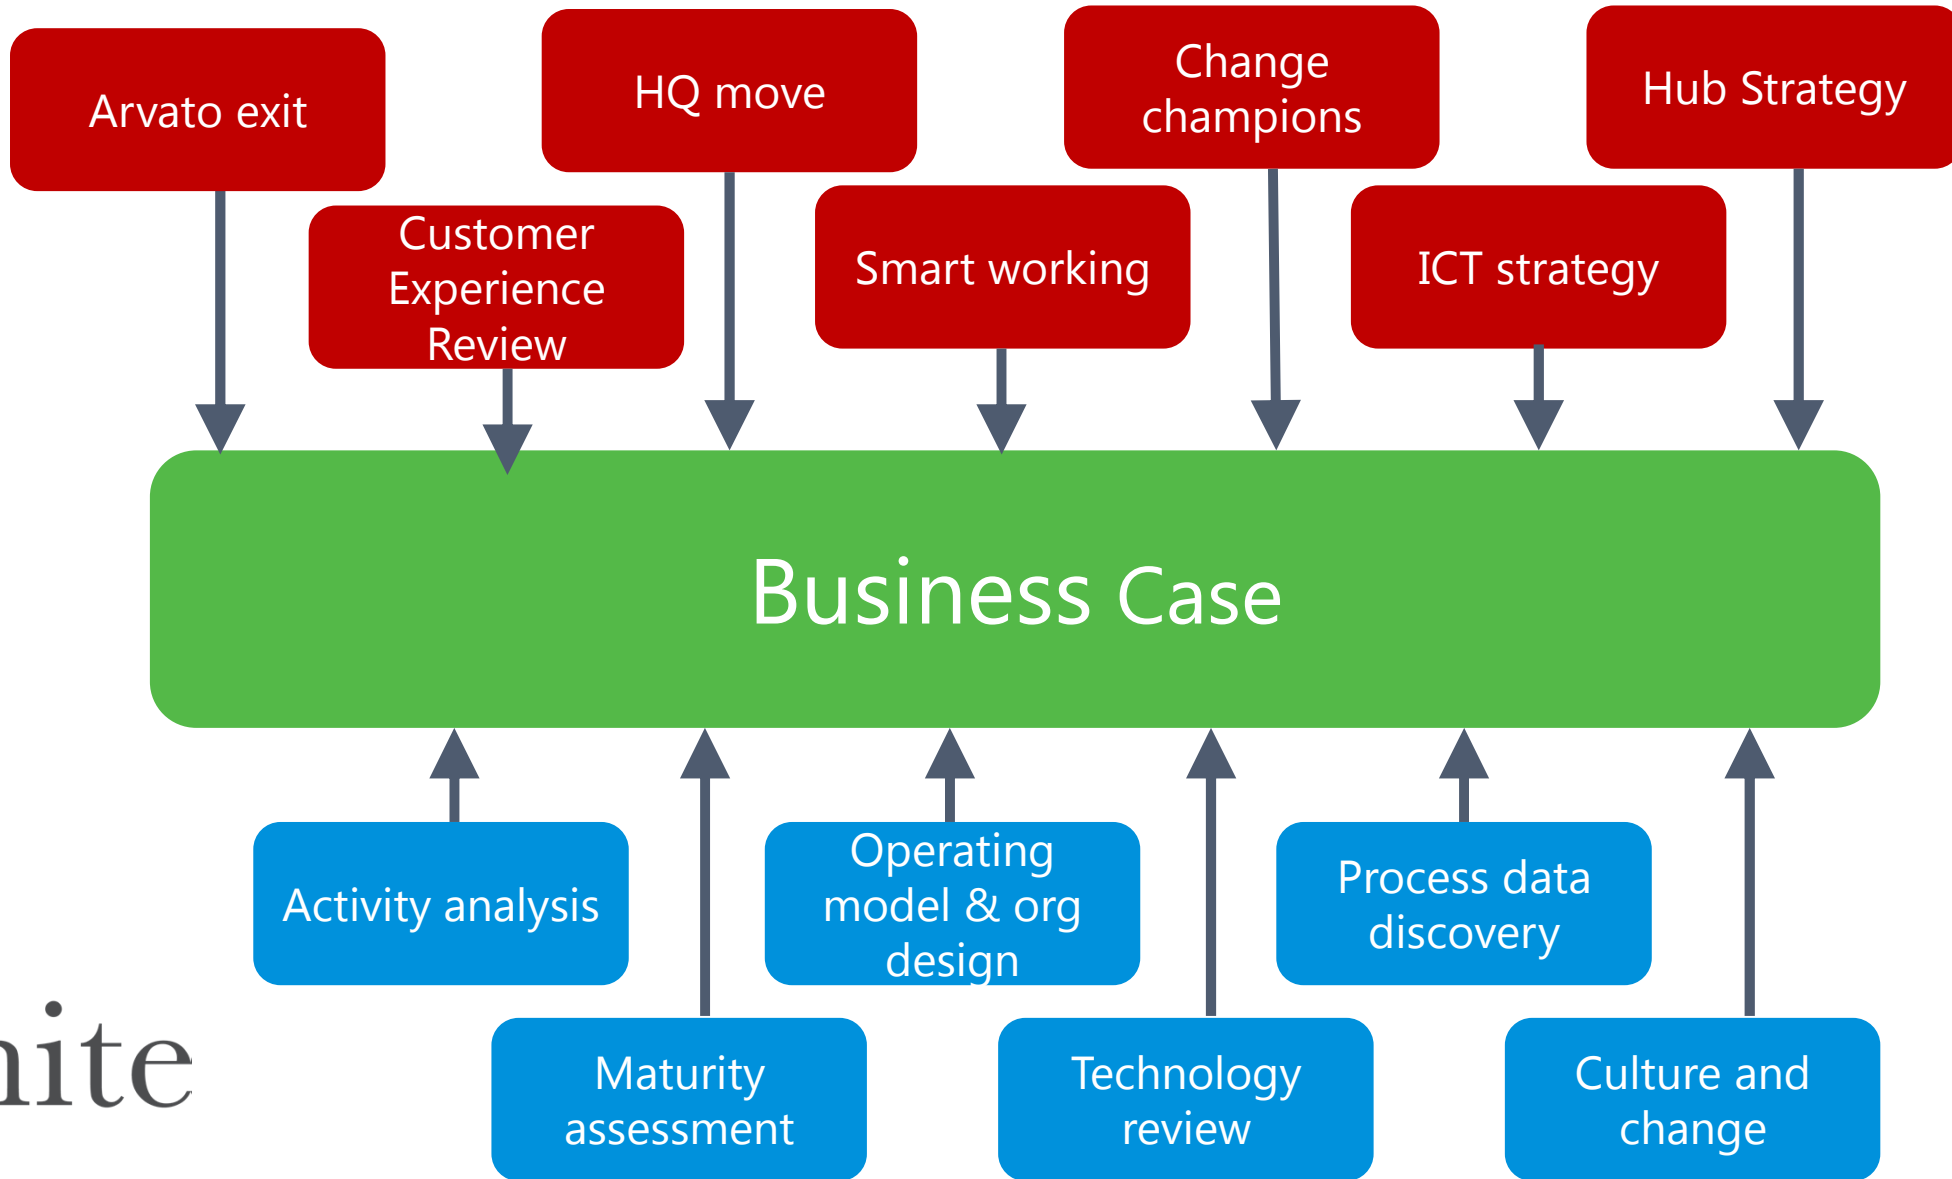 Arvato exit
HQ move
Change
champions
Hub Strategy
Customer
Experience
Review
Smart working
ICT strategy
Business Case
Activity analysis
Operating
model & org
design
Process data
discovery
Maturity
assessment
Technology
review
Culture and
change